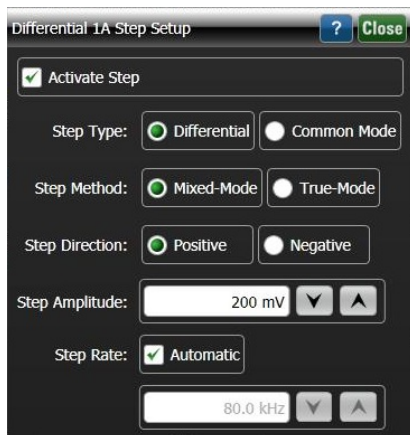 Differential 1A Step Setup ? Close
Activate Step
Step Type: Differential Common Mode
Step Method: Mixed-Mode True-Mode
Step Direction: Positive Negative
Step Amplitude: 200 mV
Step Rate: Automatic
80.0 kHz